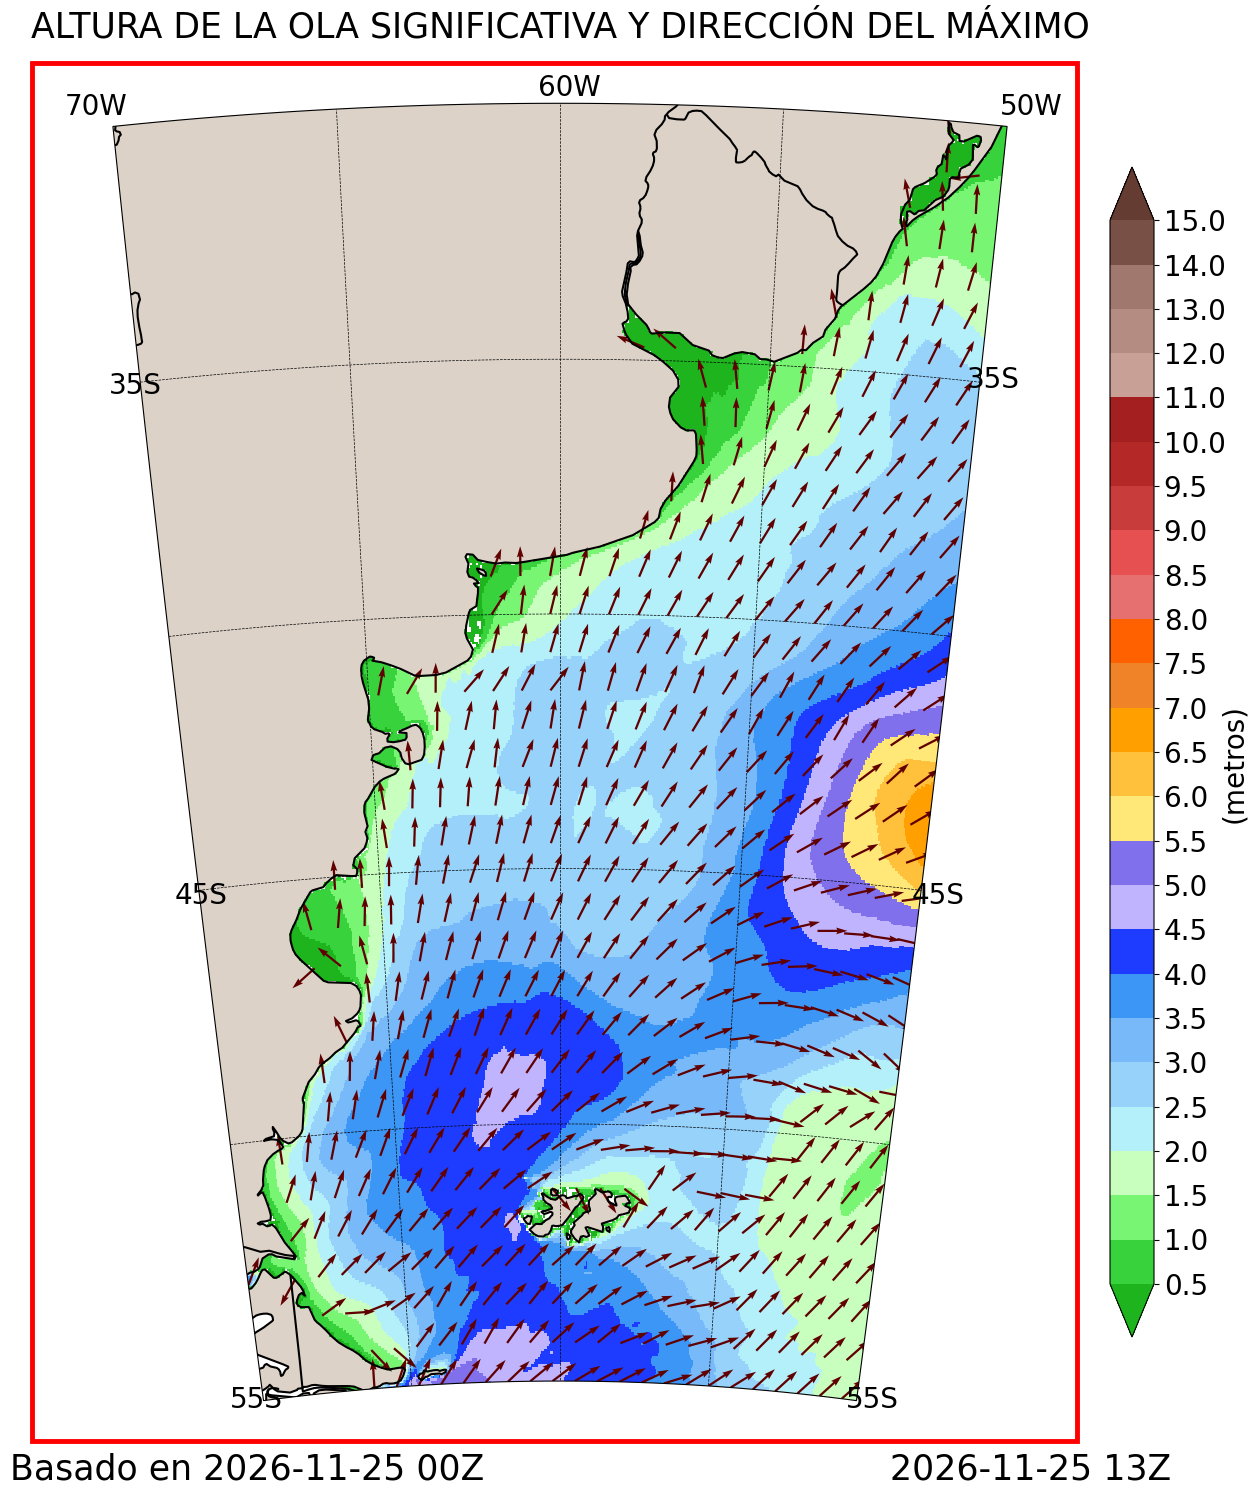 ALTURA DE LA OLA SIGNIFICATIVA Y DIRECCIÓN DEL MÁXIMO
70W
60W
50W
35S
35S
45S
45S
55S
55S
15.0
14.0
13.0
12.0
11.0
10.0
9.5
9.0
8.5
8.0
7.5
7.0
6.5
6.0
5.5
5.0
4.5
4.0
3.5
3.0
2.5
2.0
1.5
1.0
0.5
(metros)
Basado en 2026-11-25 00Z
2026-11-25 13Z